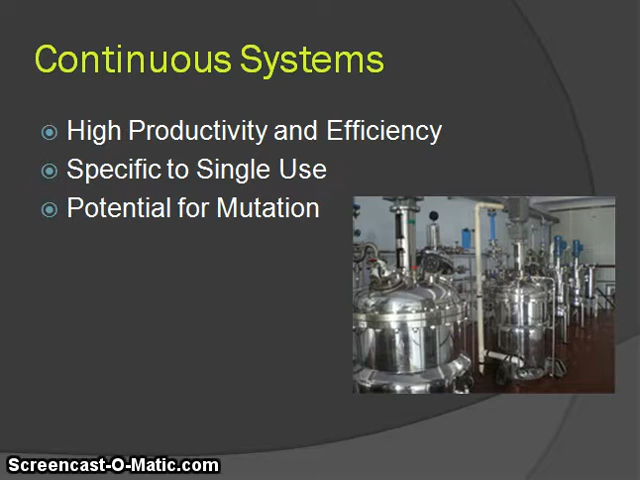 Continuous Systems
High Productivity and Efficiency
Specific to Single Use
Potential for Mutation
Screencast-O-Matic.com